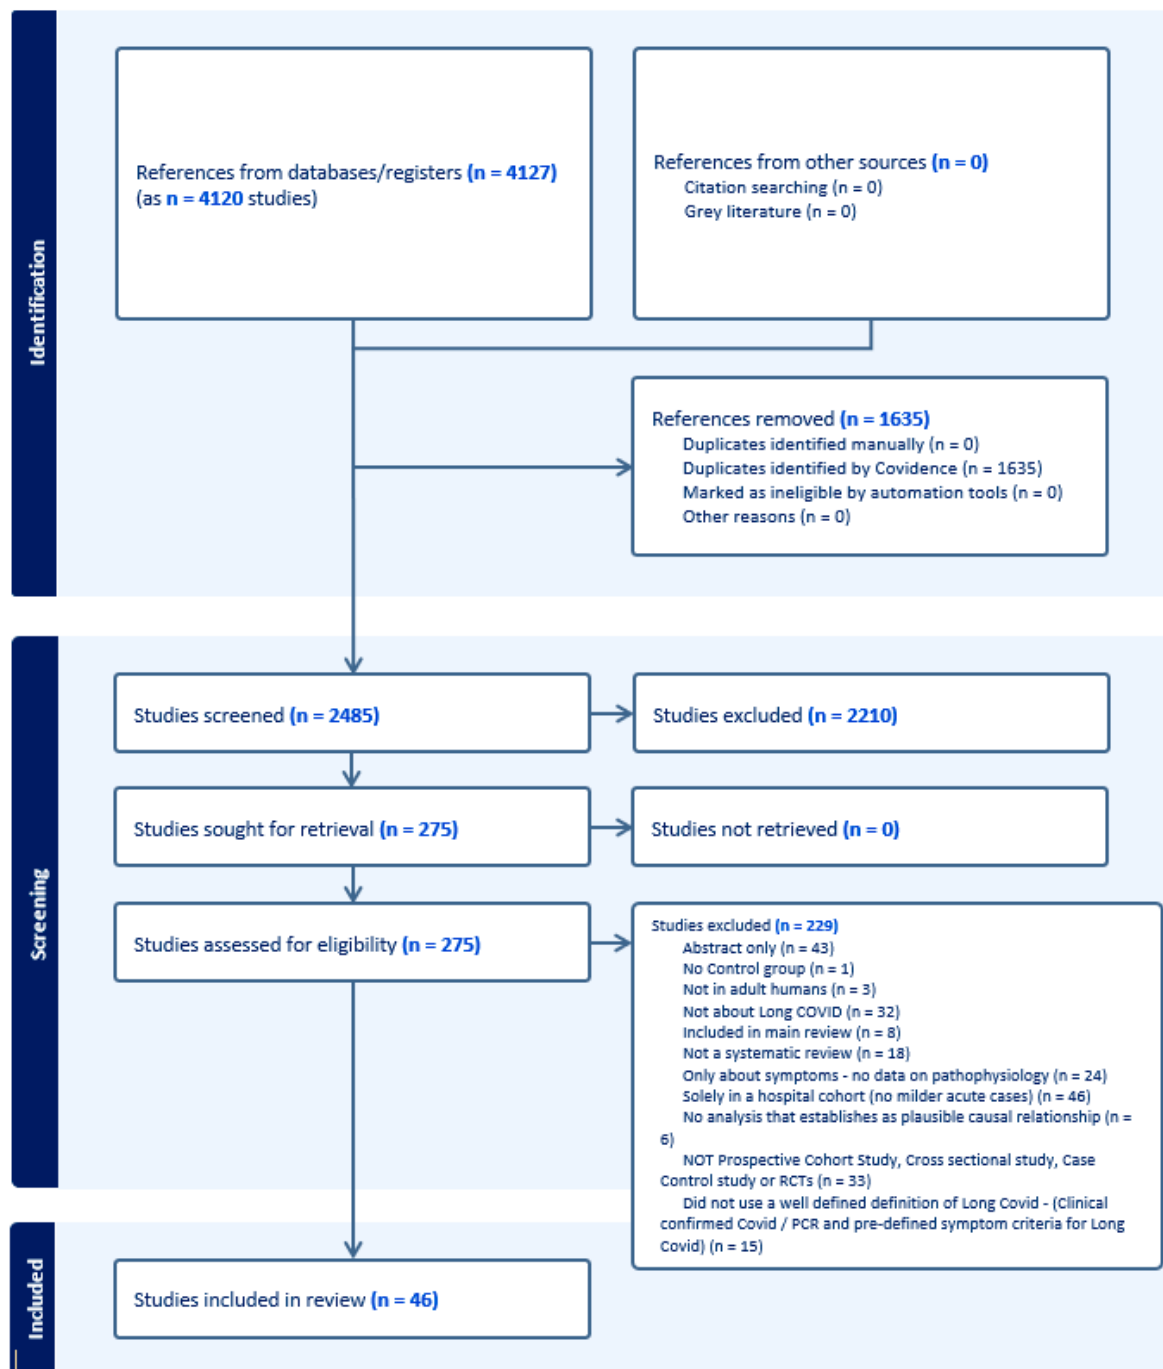 Identification
References from databases/registers (n = 4127)
(as n = 4120 studies)
References from other sources (n = 0)
Citation searching (n = 0)
Grey literature (n = 0)
References removed (n = 1635)
Duplicates identified manually (n = 0)
Duplicates identified by Covidence (n = 1635)
Marked as ineligible by automation tools (n = 0)
Other reasons (n = 0)
Screening
Studies screened (n = 2485)
Studies excluded (n = 2210)
Studies sought for retrieval (n = 275)
Studies not retrieved (n = 0)
Studies assessed for eligibility (n = 275)
Studies excluded (n = 229)
Abstract only (n = 43)
No Control group (n = 1)
Not in adult humans (n = 3)
Not about Long COVID (n = 32)
Included in main review (n = 8)
Not a systematic review (n = 18)
Only about symptoms - no data on pathophysiology (n = 24)
Solely in a hospital cohort (no milder acute cases) (n = 46)
No analysis that establishes as plausible causal relationship (n =
6)
NOT Prospective Cohort Study, Cross sectional study, Case
Control study or RCTs (n = 33)
Did not use a well defined definition of Long Covid - (Clinical
confirmed Covid / PCR and pre-defined symptom criteria for Long
Covid) (n = 15)
Included
Studies included in review (n = 46)